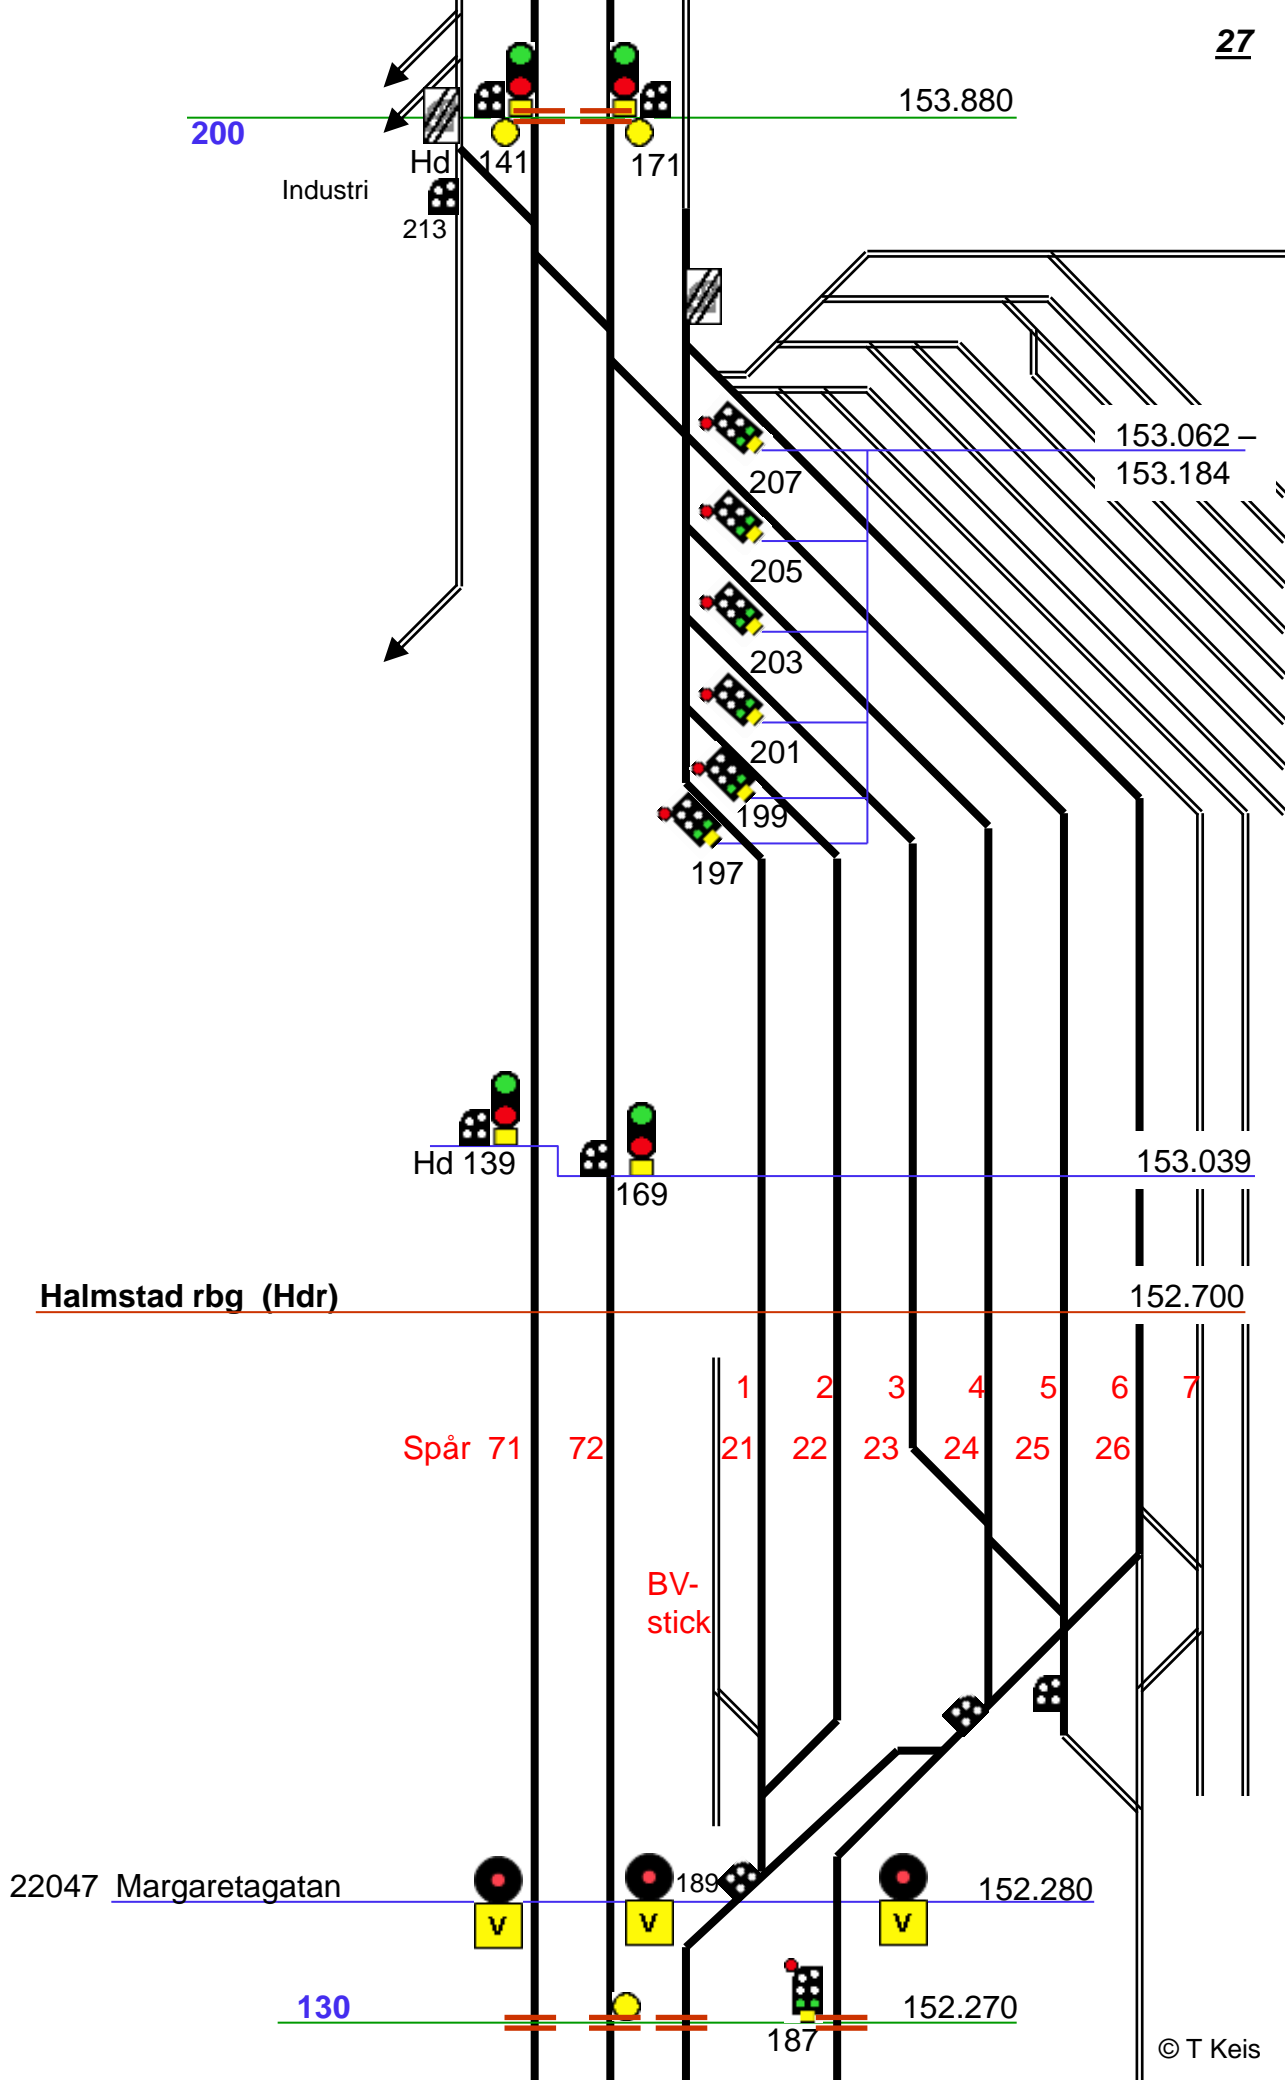 27
153.880
200
Hd 141
171
Industri
213
153.062 –
153.184
207
205
203
201
199
197
Hd 139
153.039
169
Halmstad rbg (Hdr)
152.700
1 2 3 4 5 6 7
Spår 71 72 21 22 23 24 25 26
BV-
stick
22047 Margaretagatan
189
152.280
V V V
130
152.270
187
© T Keis